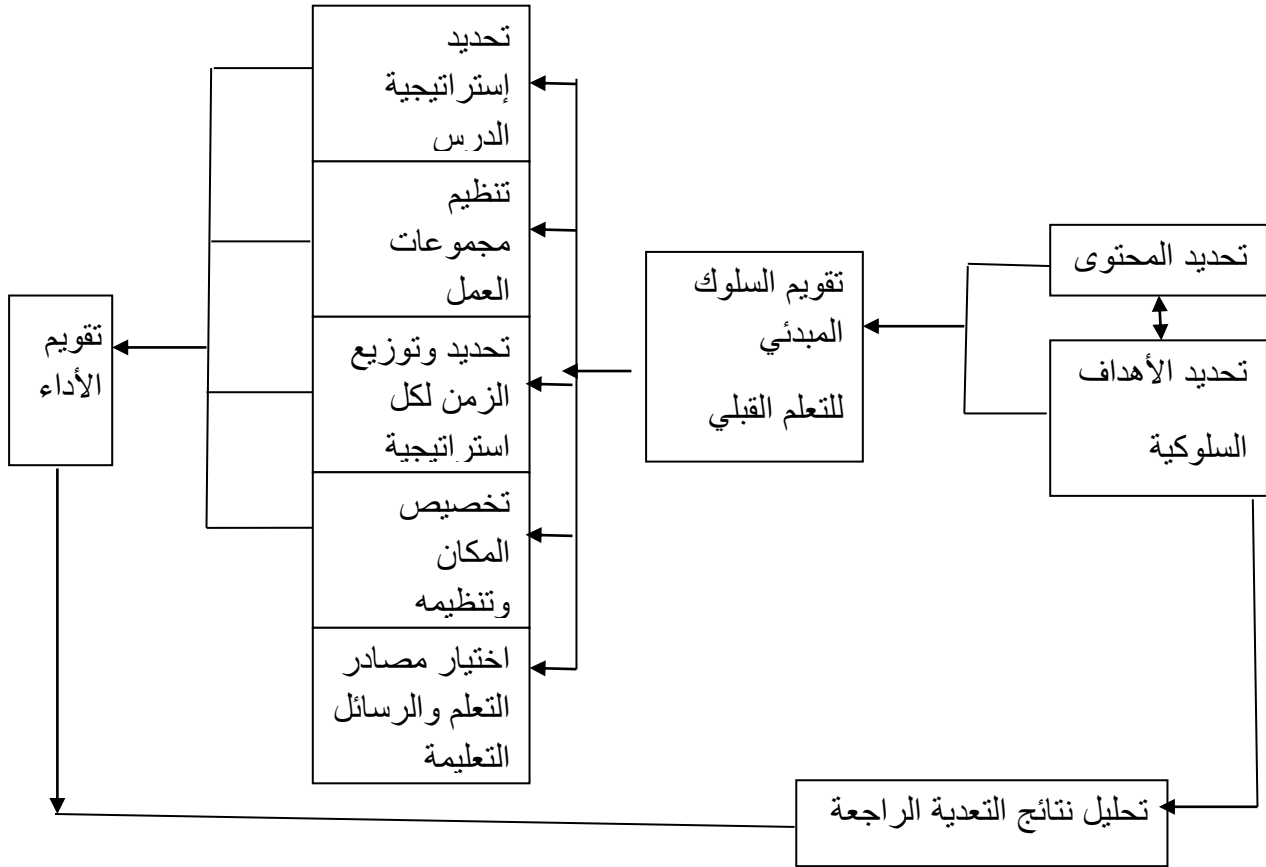 تحديد المحتوى
تحديد الأهداف
السلوكية
تقويم السلوك
المبدئي
للتعلم القبلي
تحديد
إستراتيجية
الدرس
تنظيم
مجموعات
العمل
تحديد وتوزيع
الزمن لكل
استراتيجية
تخصيص
المكان
وتنظيمه
اختيار مصادر
التعلم والرسائل
التعليمة
تقويم
الأداء
تحليل نتائج التعدية الراجعة